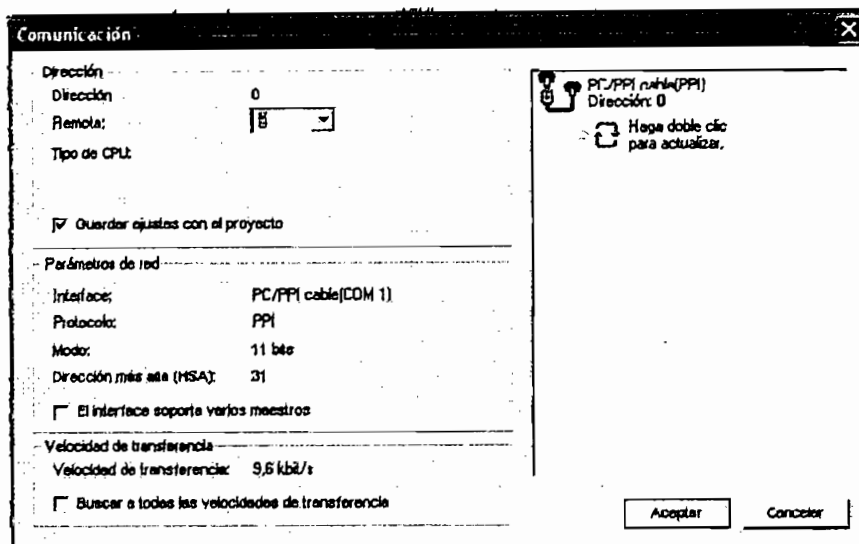 Comunicación
Dirección
Dirección 0
Remota:
Tipo de CPU:
Guardar ajustes con el proyecto
Parámetros de red
Interface: PC/PPI cable(COM 1)
Protocolo: PPI
Modo: 11 bits
Dirección más alta (HSA): 31
El interface soporta varios maestros
Velocidad de transferencia
Velocidad de transferencia: 9,6 kbit/s
Buscar a todas las velocidades de transferencia
PC/PPI cable(PPI)
Dirección: 0
Haga doble clic
para actualizar.
Aceptar Cancelar